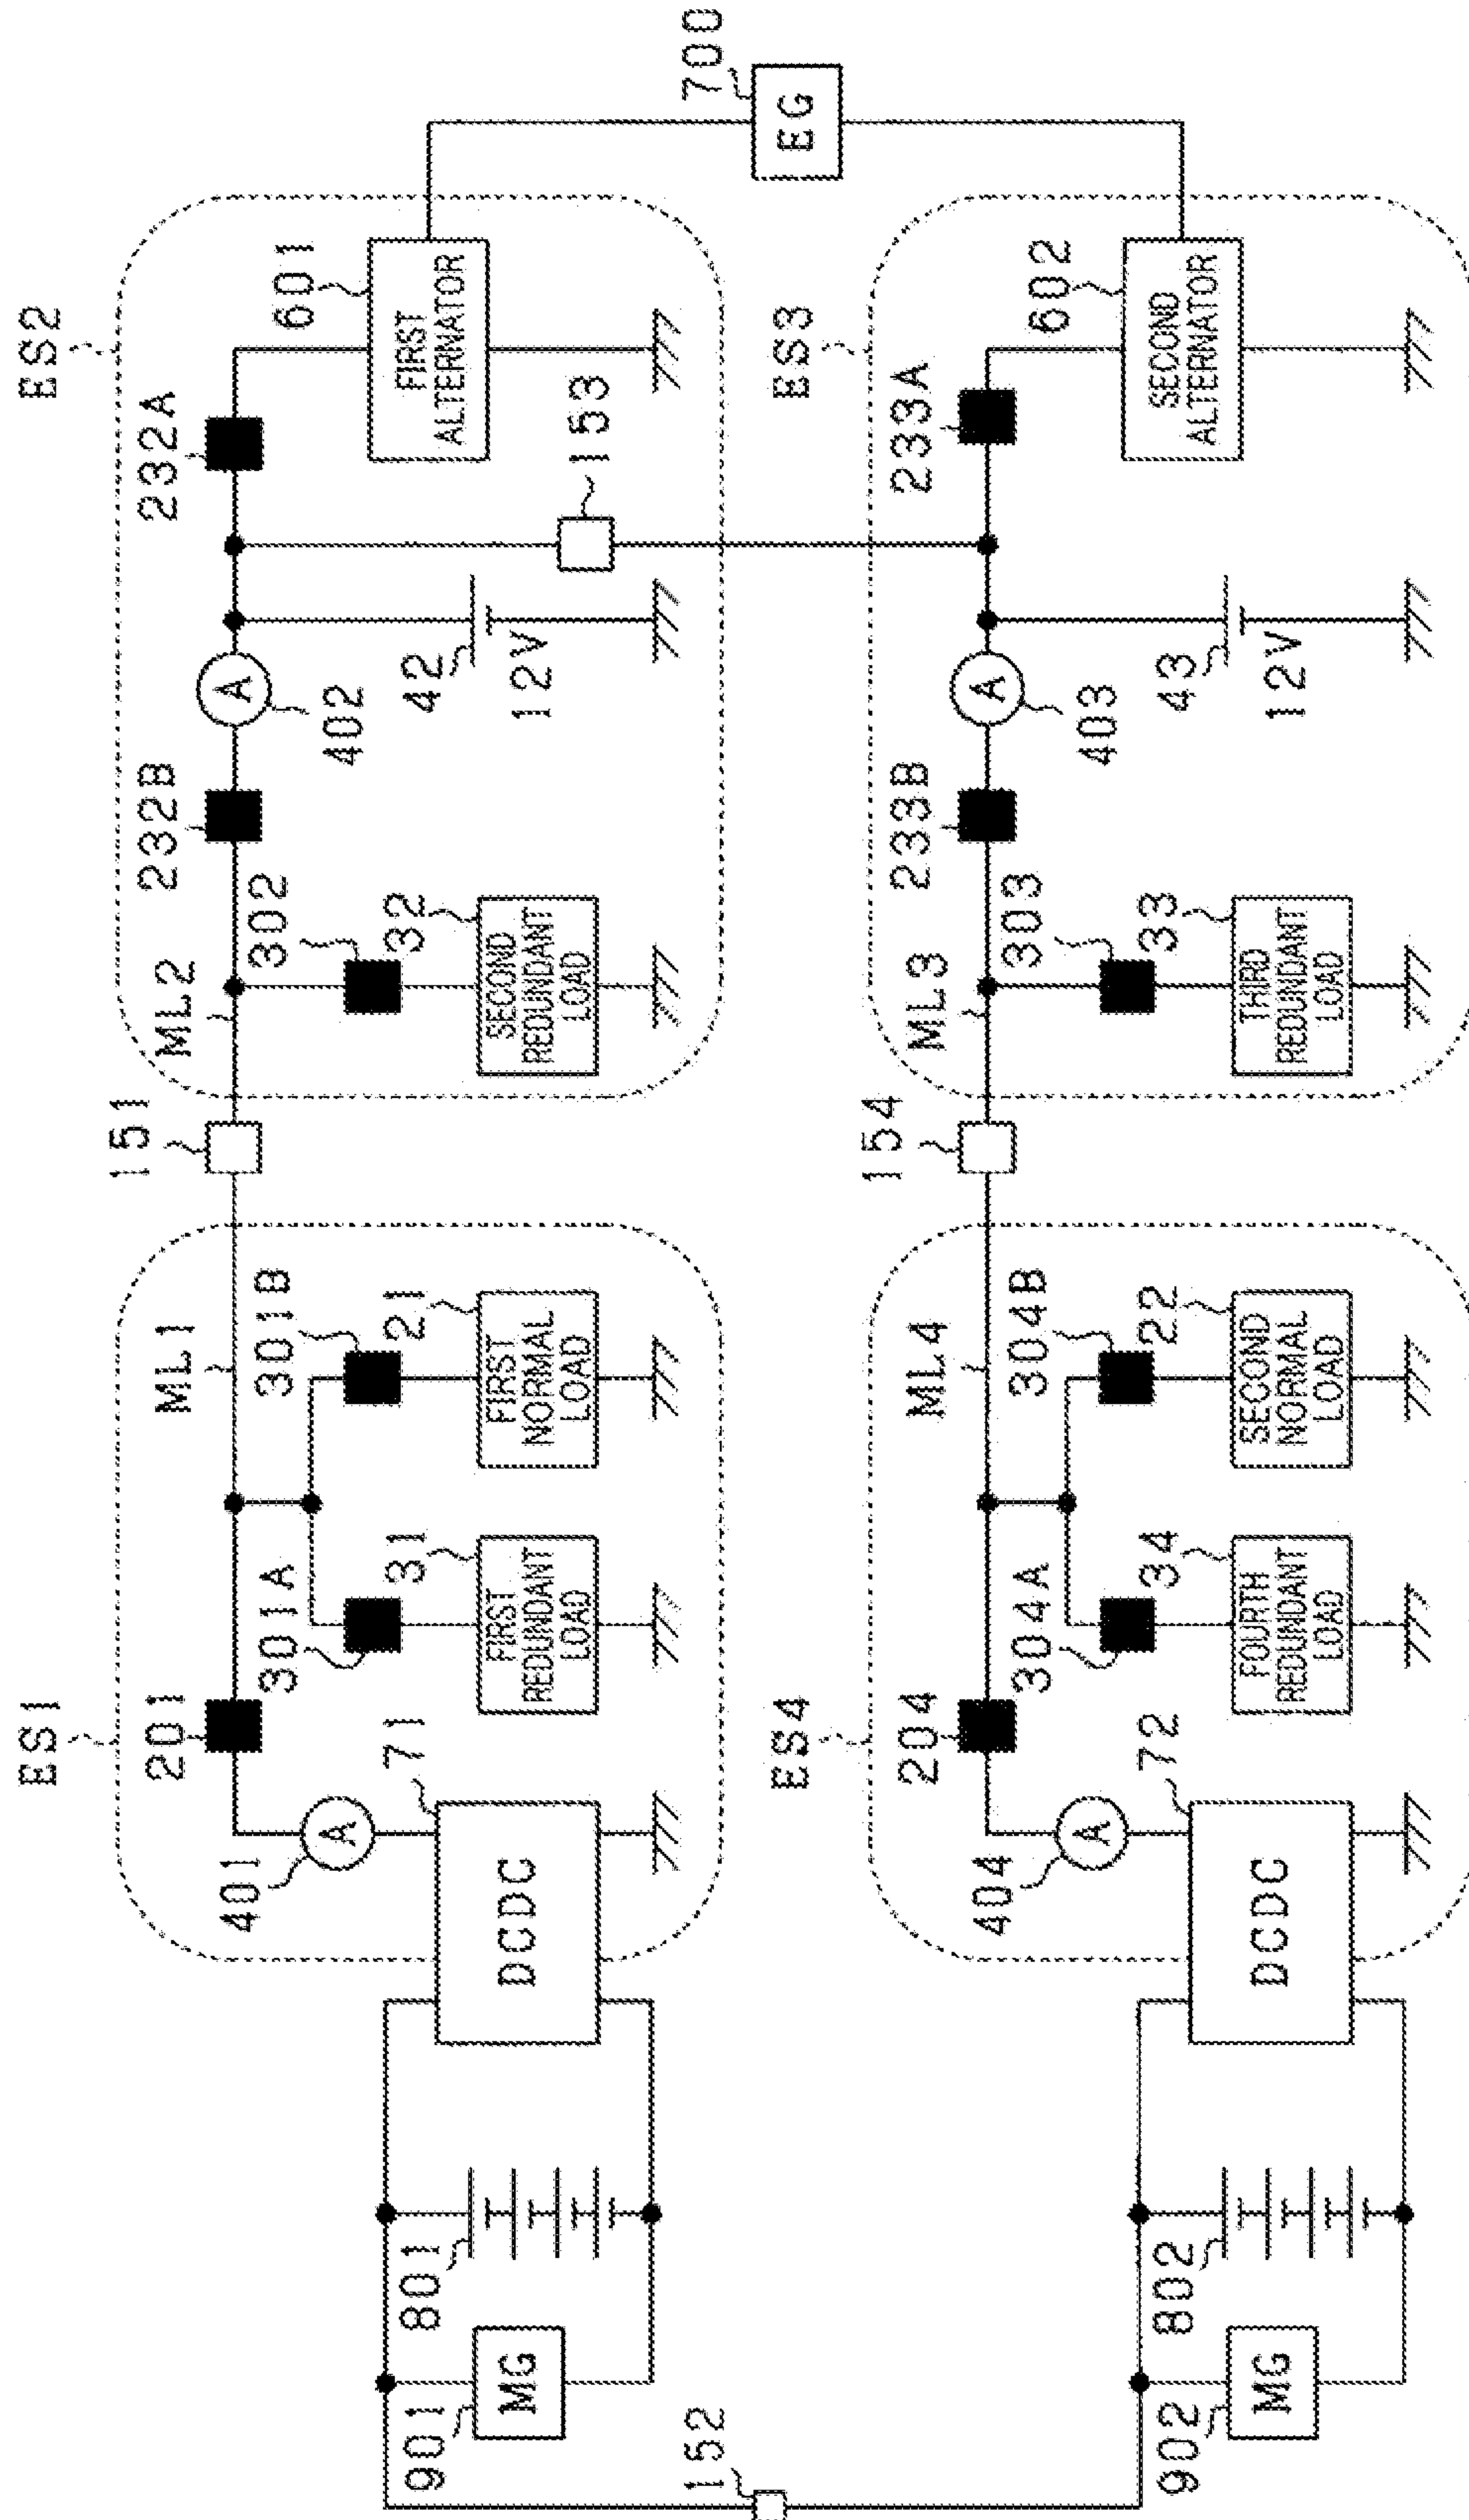 ES1
ES2
201
ML1
151
ML2
232B
232A
401
A
301A
301B
302
A
402
601
71
31
21
32
42
12V
153
FIRST
ALTERNATOR
DCDC
FIRST
REDUNDANT
LOAD
FIRST
NORMAL
LOAD
SECOND
REDUNDANT
LOAD
901
MG
801
152
700
EG
ES4
ES3
204
ML4
154
ML3
233B
233A
404
A
304A
304B
303
A
403
602
72
34
22
33
43
12V
SECOND
ALTERNATOR
DCDC
FOURTH
REDUNDANT
LOAD
SECOND
NORMAL
LOAD
THIRD
REDUNDANT
LOAD
902
MG
802